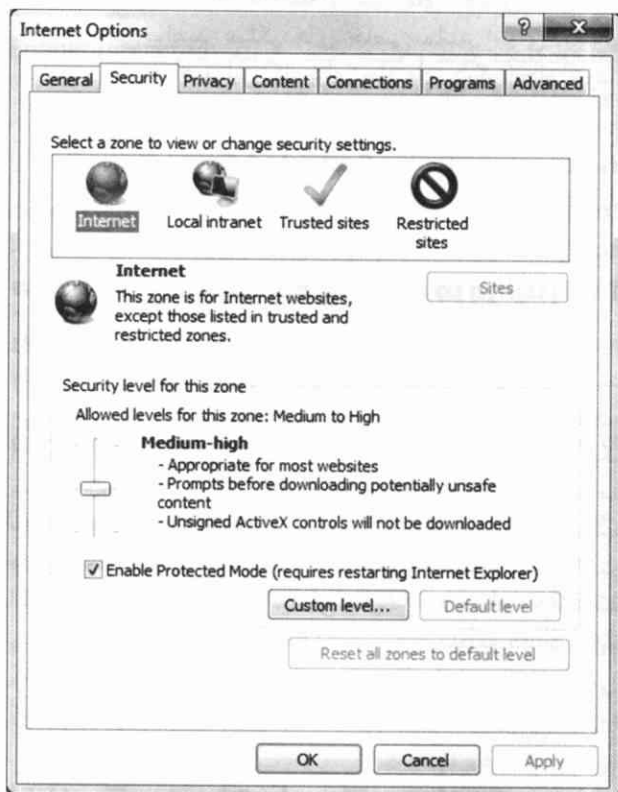 Internet Options
?
X
General Security Privacy Content Connections Programs Advanced
Select a zone to view or change security settings.
Internet Local intranet Trusted sites Restricted
sites
Internet
Sites
This zone is for Internet websites,
except those listed in trusted and
restricted zones.
Security level for this zone
Allowed levels for this zone: Medium to High
Medium-high
- Appropriate for most websites
- Prompts before downloading potentially unsafe
content
- Unsigned ActiveX controls will not be downloaded
Enable Protected Mode (requires restarting Internet Explorer)
Custom level... Default level
Reset all zones to default level
OK Cancel Apply